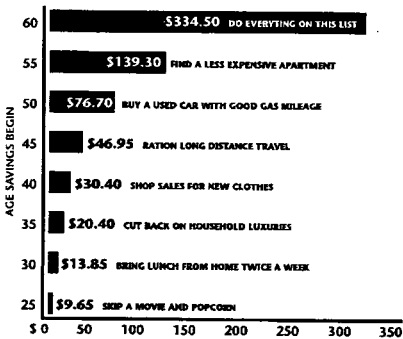 60 $334.50 DO EVERYTING ON THIS LIST
55 $139.30 FIND A LESS EXPENSIVE APARTMENT
50 $76.70 BUY A USED CAR WITH GOOD GAS MILEAGE
45 $46.95 RATION LONG DISTANCE TRAVEL
40 $30.40 SHOP SALES FOR NEW CLOTHES
35 $20.40 CUT BACK ON HOUSEHOLD LUXURIES
30 $13.85 BRING LUNCH FROM HOME TWICE A WEEK
25 $9.65 SKIP A MOVIE AND POPCORN
$ 0 50 100 150 200 250 300 350
AGE SAVINGS BEGIN